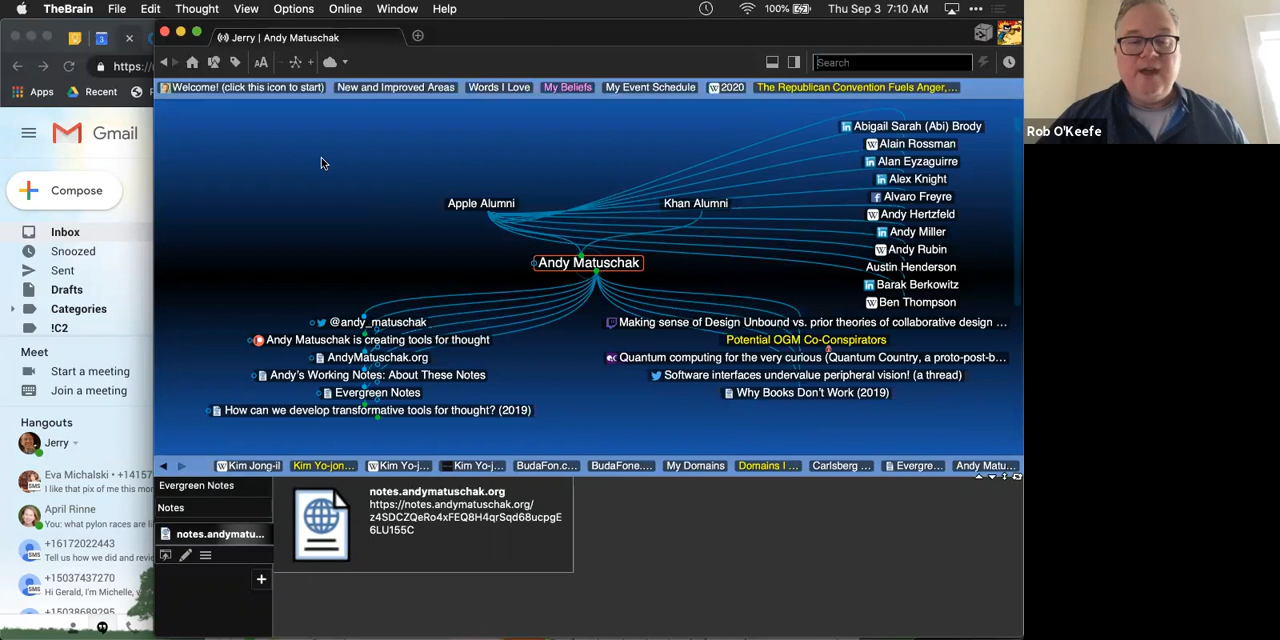 TheBrain File Edit Thought View Options Online Window Help
100% Thu Sep 3 7:10 AM
Jerry | Andy Matuschak
https:/
Apps Recent
Search
Welcome! (click this icon to start) New and Improved Areas Words I Love My Beliefs My Event Schedule 2020 The Republican Convention Fuels Anger,...
Gmail
Compose
Inbox
Snoozed
Sent
Drafts
Categories
!C2
Meet
Start a meeting
Join a meeting
Hangouts
Jerry
Eva Michalski • +14157
I like that pix of me this mor
April Rinne
You: what pylon races are li
+16172022443
Tell us how we did and revie
+15037437270
Hi Gerald, I'm Michelle, y
+15038689295
Apple Alumni
Khan Alumni
Andy Matuschak
Abigail Sarah (Abi) Brody
Alain Rossman
Alan Eyzaguirre
Alex Knight
Alvaro Freyre
Andy Hertzfeld
Andy Miller
Andy Rubin
Austin Henderson
Barak Berkowitz
Ben Thompson
@andy_matuschak
Andy Matuschak is creating tools for thought
AndyMatuschak.org
Andy's Working Notes: About These Notes
Evergreen Notes
How can we develop transformative tools for thought? (2019)
Making sense of Design Unbound vs. prior theories of collaborative design ...
Potential OGM Co-Conspirators
Quantum computing for the very curious (Quantum Country, a proto-post-b...
Software interfaces undervalue peripheral vision! (a thread)
Why Books Don't Work (2019)
Kim Jong-il Kim Yo-jon... Kim Yo-j... Kim Yo-j... BudaFon.c... BudaFone.... My Domains Domains I ... Carlsberg ... Evergre... Andy Matu...
Evergreen Notes
Notes
notes.andymatu...
notes.andymatuschak.org
https://notes.andymatuschak.org/
z4SDCZQeRo4xFEQ8H4qrSqd68ucpgE
6LU155C
Rob O'Keefe